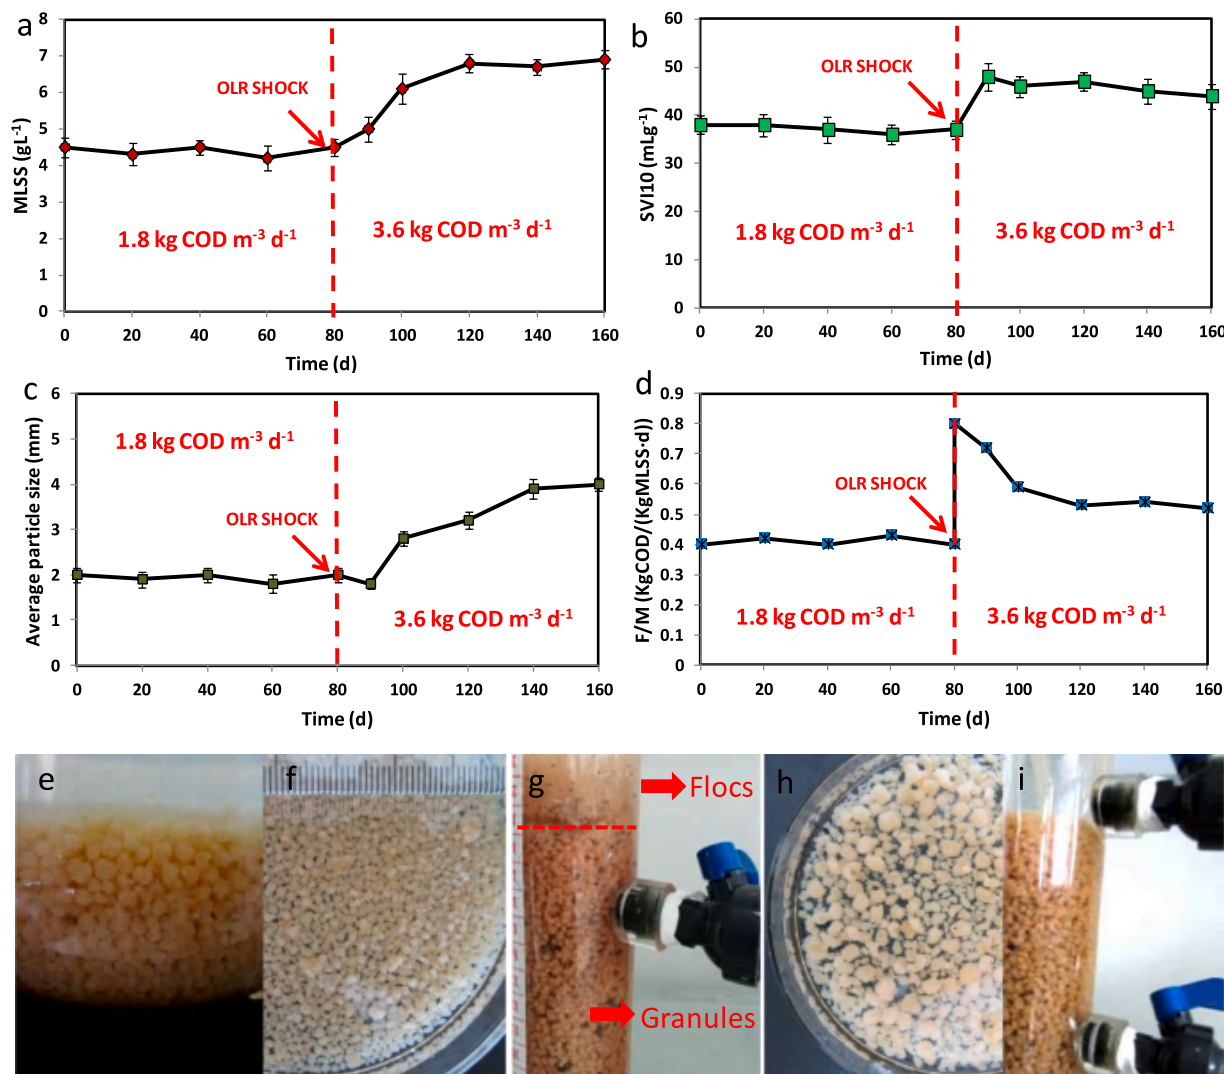 a
8
7
6
5
4
3
2
1
0
MLSS (gL-1)
OLR SHOCK
1.8 kg COD m-3 d-1
3.6 kg COD m-3 d-1
0 20 40 60 80 100 120 140 160
Time (d)
b
60
50
40
30
20
10
0
SVI10 (mLg-1)
OLR SHOCK
1.8 kg COD m-3 d-1
3.6 kg COD m-3 d-1
0 20 40 60 80 100 120 140 160
Time (d)
c
6
5
4
3
2
1
0
Average particle size (mm)
1.8 kg COD m-3 d-1
OLR SHOCK
3.6 kg COD m-3 d-1
0 20 40 60 80 100 120 140 160
Time (d)
d
0.9
0.8
0.7
0.6
0.5
0.4
0.3
0.2
0.1
0
F/M (KgCOD/(KgMLSS·d))
OLR SHOCK
1.8 kg COD m-3 d-1
3.6 kg COD m-3 d-1
0 20 40 60 80 100 120 140 160
Time (d)
e
f
g
Flocs
Granules
h
i